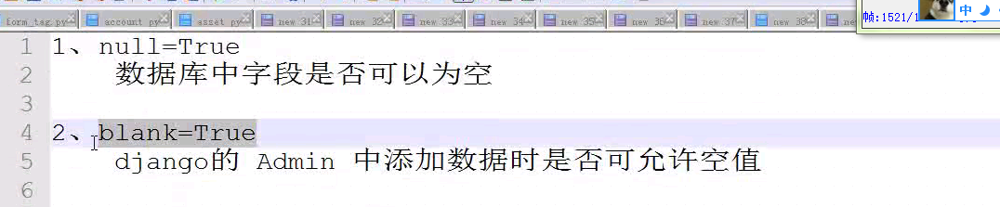 form_tag.py account.py asset.py new 31 new 32 new 33 new 34 new 35 new 36 new 37 new 38 new
帧:1521/1
中
1 1、null=True
2 数据库中字段是否可以为空
3
4 2、blank=True
5 django的 Admin 中添加数据时是否可允许空值
6